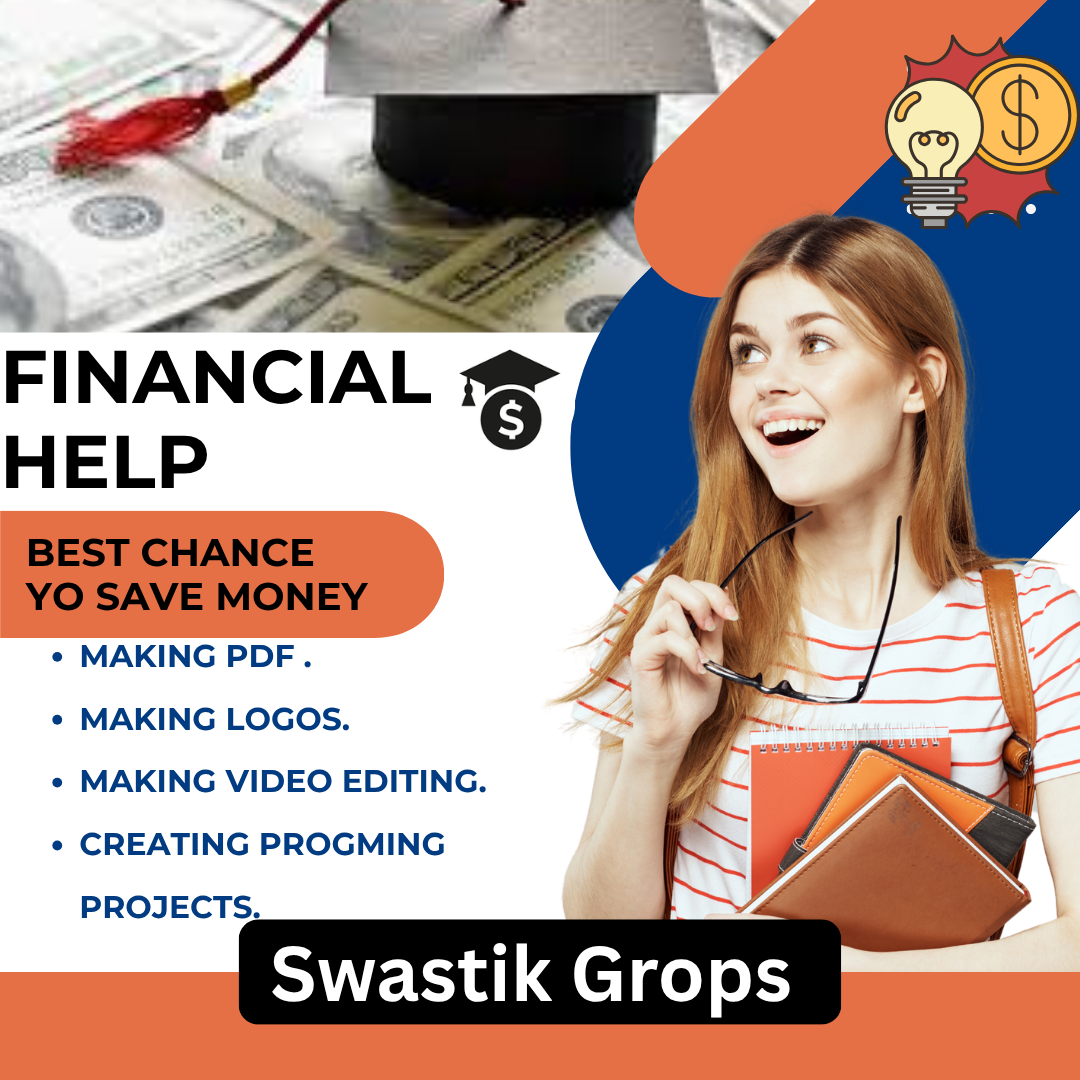 FINANCIAL
HELP
$
$
BEST CHANCE
YO SAVE MONEY
• MAKING PDF .
• MAKING LOGOS.
• MAKING VIDEO EDITING.
• CREATING PROGMING
PROJECTS.
Swastik Grops